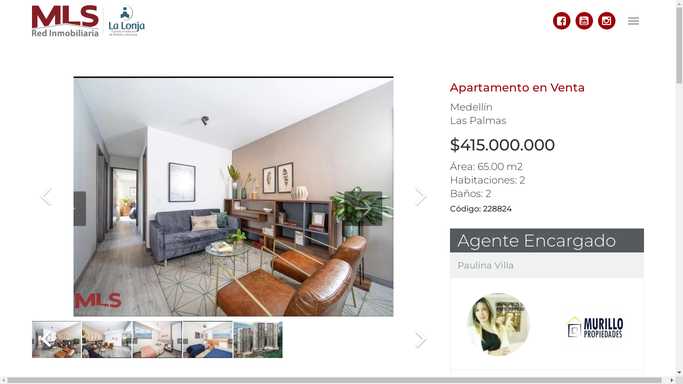 MLS
Red Inmobiliaria
La Lonja
Apartamento en Venta
Medellín
Las Palmas
$415.000.000
Área: 65.00 m2
Habitaciones: 2
Baños: 2
Código: 228824
Agente Encargado
Paulina Villa
MLS
MURILLO
PROPIEDADES